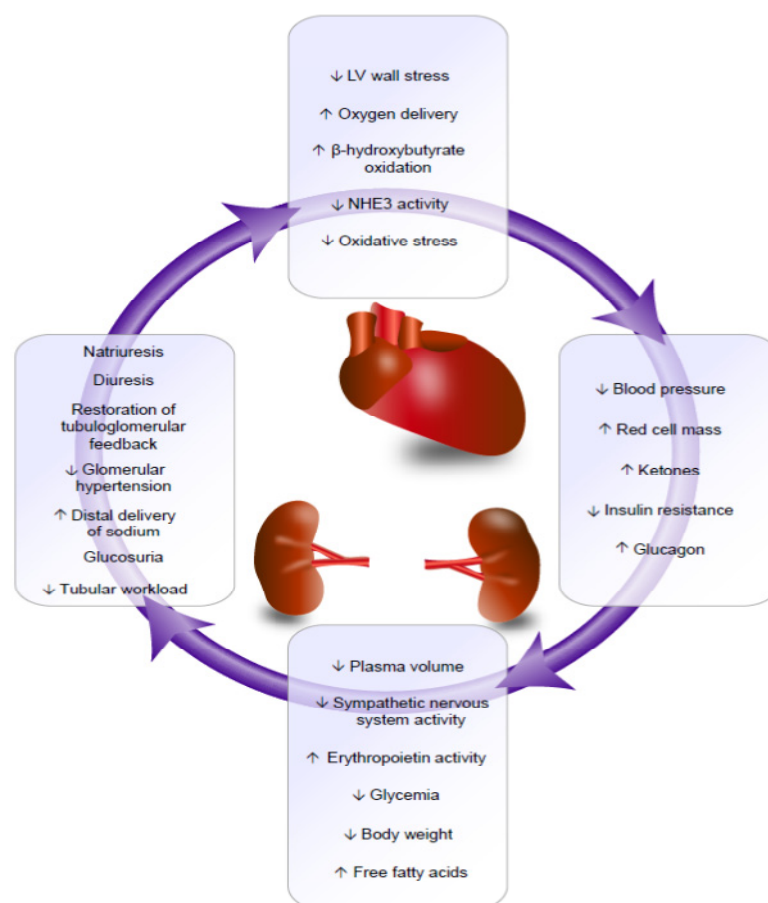 ↓ LV wall stress
↑ Oxygen delivery
↑ β-hydroxybutyrate
oxidation
↓ NHE3 activity
↓ Oxidative stress
Natriuresis
Diuresis
Restoration of
tubuloglomerular
feedback
↓ Glomerular
hypertension
↑ Distal delivery
of sodium
Glucosuria
↓ Tubular workload
↓ Blood pressure
↑ Red cell mass
↑ Ketones
↓ Insulin resistance
↑ Glucagon
↓ Plasma volume
↓ Sympathetic nervous
system activity
↑ Erythropoietin activity
↓ Glycemia
↓ Body weight
↑ Free fatty acids